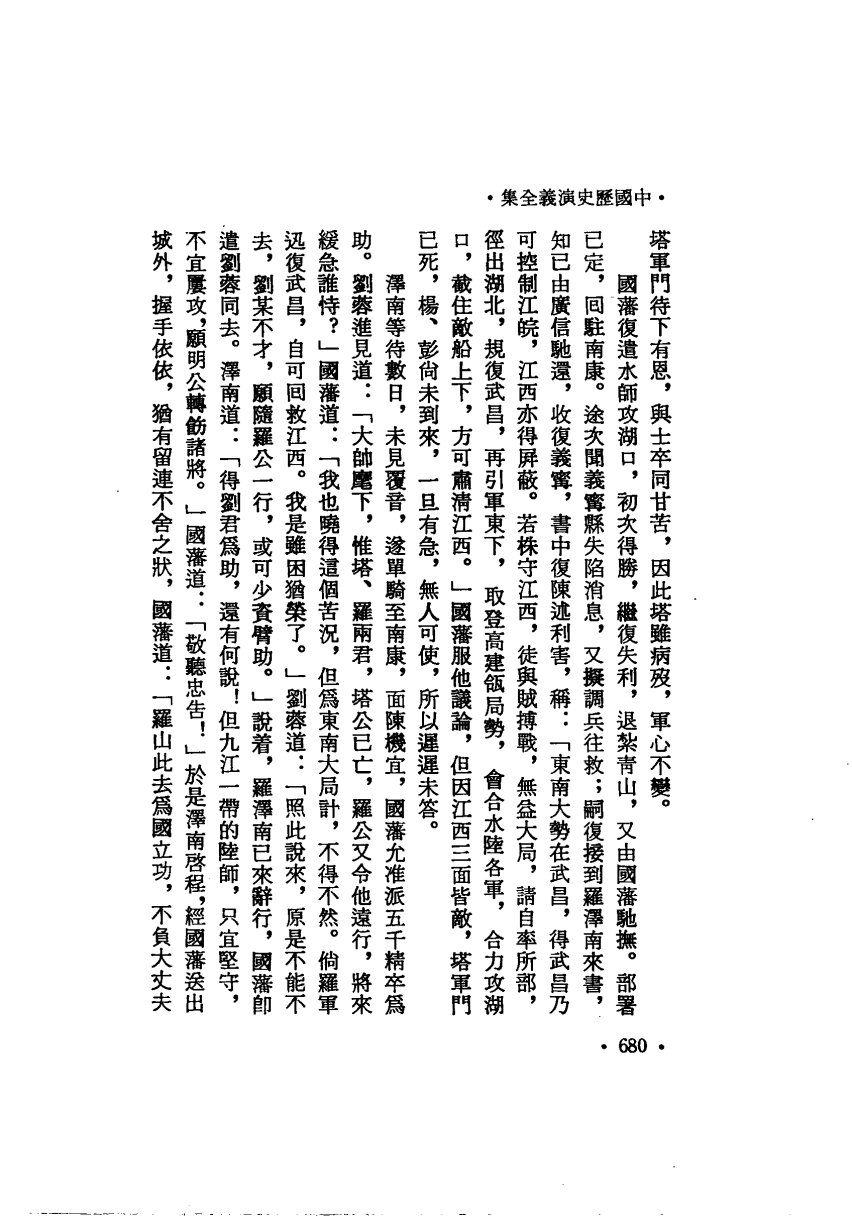 •中國歷史演義全集•
塔軍門待下有恩，與士卒同甘苦，因此塔雖病歿，軍心不變。
國藩復遣水師攻湖口，初次得勝，繼復失利，退紮青山，又由國藩馳撫。部署
已定，回駐南康。途次聞義寗縣失陷消息，又擬調兵往救；嗣復接到羅澤南來書，
知已由廣信馳還，收復義寗，書中復陳述利害，稱：「東南大勢在武昌，得武昌乃
可控制江皖，江西亦得屏蔽。若株守江西，徒與賊搏戰，無益大局，請自率所部，
徑出湖北，規復武昌，再引軍東下，取登高建瓴局勢，會合水陸各軍，合力攻湖
口，截住敵船上下，方可肅清江西。」國藩服他議論，但因江西三面皆敵，塔軍門
已死，楊、彭尙未到來，一旦有急，無人可使，所以遲遲未答。
澤南等待數日，未見覆音，遂單騎至南康，面陳機宜，國藩允准派五千精卒爲
助。劉蓉進見道：「大帥麾下，惟塔、羅兩君，塔公已亡，羅公又令他遠行，將來
緩急誰恃？」國藩道：「我也曉得這個苦況，但爲東南大局計，不得不然。倘羅軍
迅復武昌，自可回救江西。我是雖困猶榮了。」劉蓉道：「照此說來，原是不能不
去，劉某不才，願隨羅公一行，或可少資臂助。」說着，羅澤南已來辭行，國藩卽
遣劉蓉同去。澤南道：「得劉君爲助，還有何說！但九江一帶的陸師，只宜堅守，
不宜屢攻，願明公轉飭諸將。」國藩道：「敬聽忠告！」於是澤南啓程，經國藩送出
城外，握手依依，猶有留連不舍之狀，國藩道：「羅山此去爲國立功，不負大丈夫
•680•